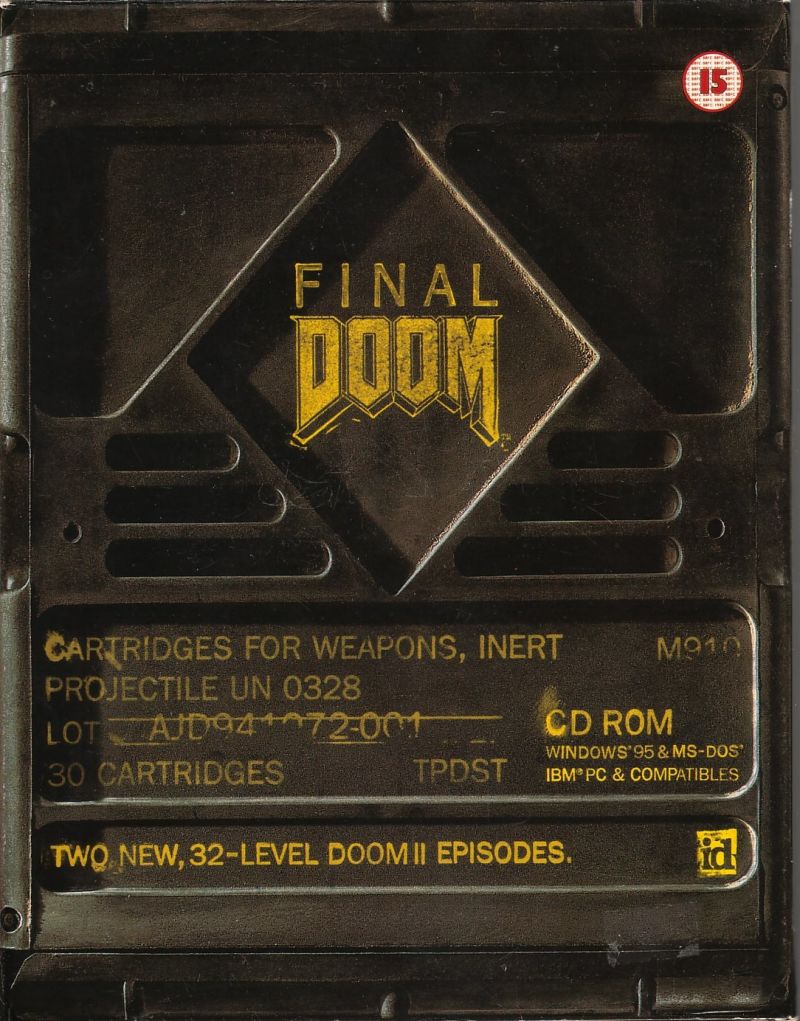 15
FINAL
DOOM
CARTRIDGES FOR WEAPONS, INERT M910
PROJECTILE UN 0328
LOT
30 CARTRIDGES TPDST
CD ROM
WINDOWS® 95 & MS-DOS®
IBM® PC & COMPATIBLES
TWO NEW, 32-LEVEL DOOM II EPISODES.
id